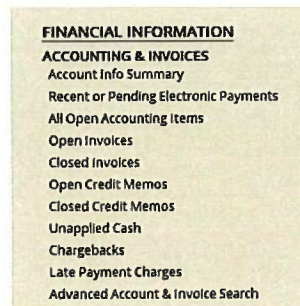 FINANCIAL INFORMATION
ACCOUNTING & INVOICES
Account Info Summary
Recent or Pending Electronic Payments
All Open Accounting Items
Open Invoices
Closed Invoices
Open Credit Memos
Closed Credit Memos
Unapplied Cash
Chargebacks
Late Payment Charges
Advanced Account & Invoice Search